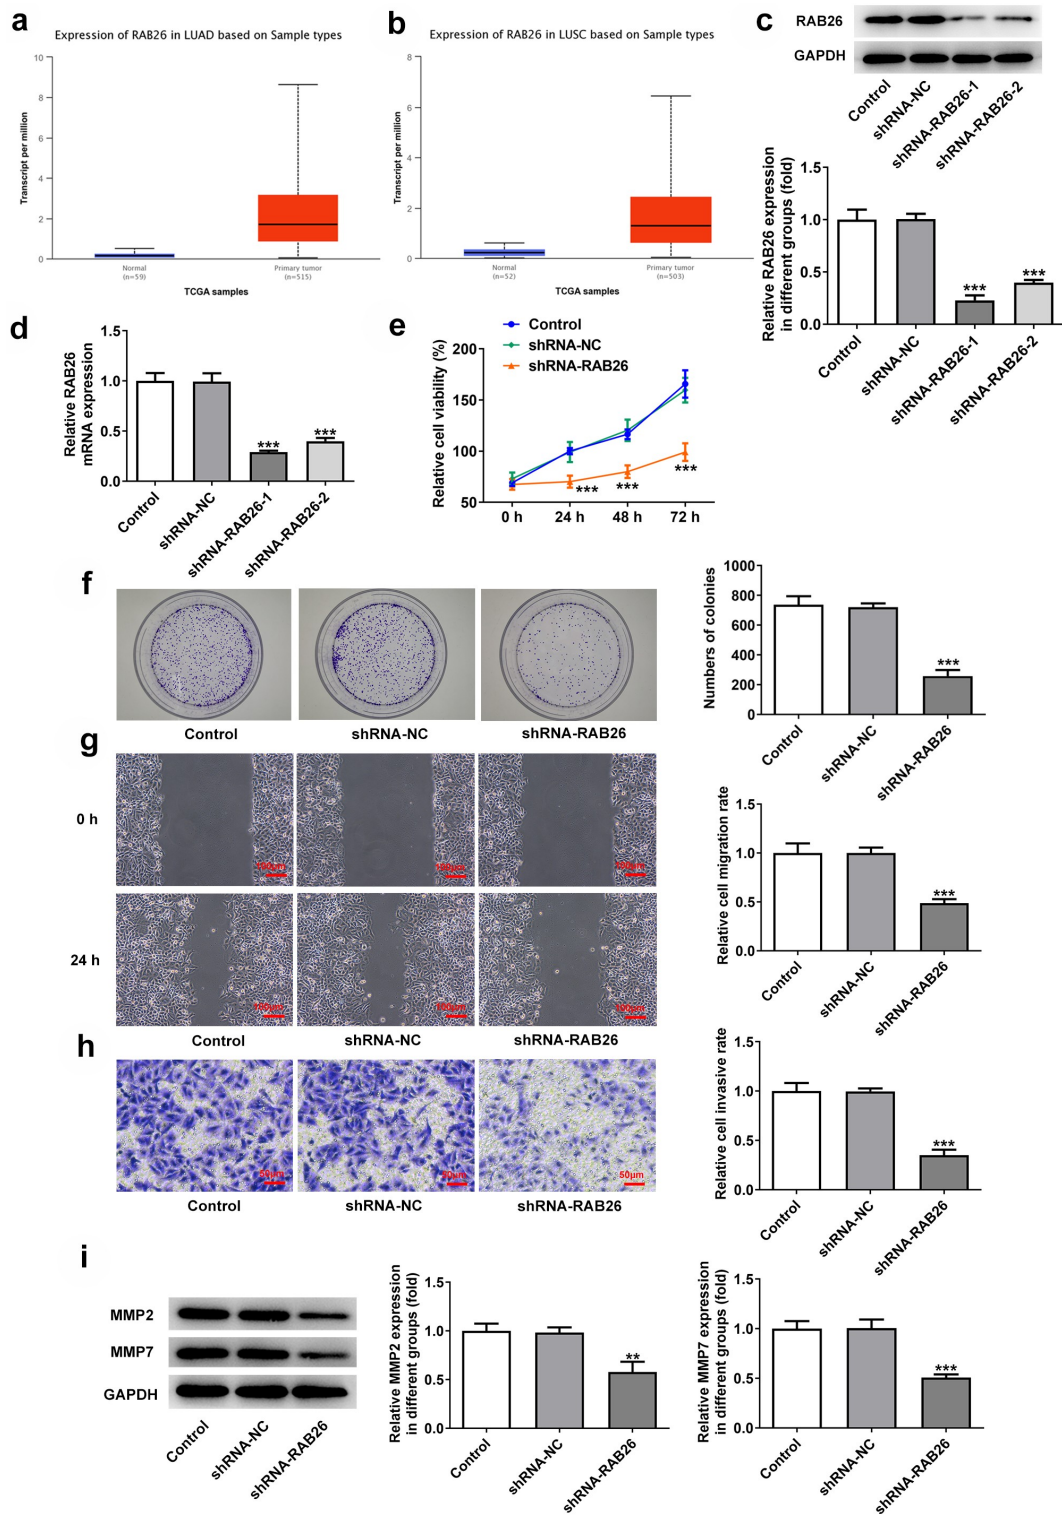 a
Expression of RAB26 in LUAD based on Sample types
Transcript per million
10
8
6
4
2
0
Normal
(n=59)
Primary tumor
(n=515)
TCGA samples
b
Expression of RAB26 in LUSC based on Sample types
Transcript per million
8
6
4
2
0
Normal
(n=52)
Primary tumor
(n=503)
TCGA samples
c
RAB26
GAPDH
Control
shRNA-NC
shRNA-RAB26-1
shRNA-RAB26-2
Relative RAB26 expression
in different groups (fold)
1.5
1.0
0.5
0.0
***
***
Control
shRNA-NC
shRNA-RAB26-1
shRNA-RAB26-2
d
Relative RAB26
mRNA expression
1.5
1.0
0.5
0.0
***
***
Control
shRNA-NC
shRNA-RAB26-1
shRNA-RAB26-2
e
Control
shRNA-NC
shRNA-RAB26
Relative cell viability (%)
200
150
100
50
***
***
***
0 h
24 h
48 h
72 h
f
Control
shRNA-NC
shRNA-RAB26
Numbers of colonies
1000
800
600
400
200
0
***
Control
shRNA-NC
shRNA-RAB26
g
0 h
100μm
100μm
100μm
24 h
100μm
100μm
100μm
Control
shRNA-NC
shRNA-RAB26
Relative cell migration rate
1.5
1.0
0.5
0.0
***
Control
shRNA-NC
shRNA-RAB26
h
50μm
50μm
50μm
Control
shRNA-NC
shRNA-RAB26
Relative cell invasive rate
1.5
1.0
0.5
0.0
***
Control
shRNA-NC
shRNA-RAB26
i
MMP2
MMP7
GAPDH
Control
shRNA-NC
shRNA-RAB26
Relative MMP2 expression
in different groups (fold)
1.5
1.0
0.5
0.0
**
Control
shRNA-NC
shRNA-RAB26
Relative MMP7 expression
in different groups (fold)
1.5
1.0
0.5
0.0
***
Control
shRNA-NC
shRNA-RAB26